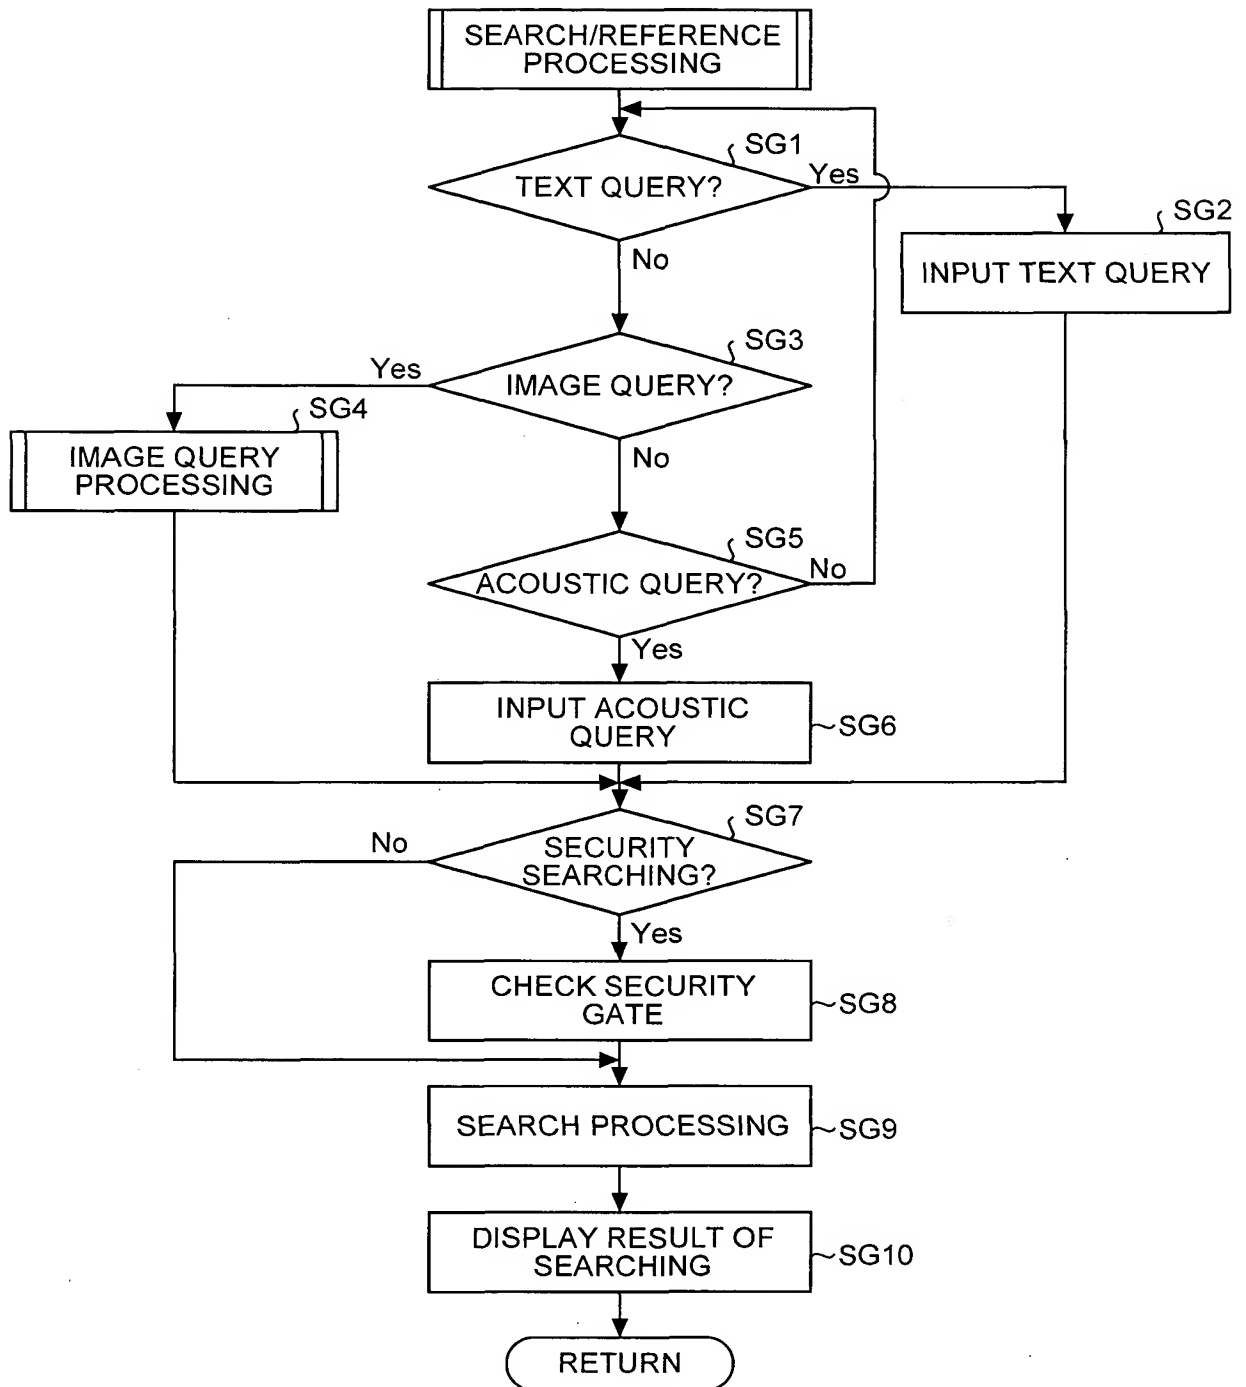 SEARCH/REFERENCE
PROCESSING
SG1
TEXT QUERY?
Yes
SG2
INPUT TEXT QUERY
No
SG3
Yes
IMAGE QUERY?
SG4
IMAGE QUERY
PROCESSING
No
SG5
ACOUSTIC QUERY?
No
Yes
INPUT ACOUSTIC
QUERY
SG6
SG7
No
SECURITY
SEARCHING?
Yes
CHECK SECURITY
GATE
SG8
SEARCH PROCESSING
SG9
DISPLAY RESULT OF
SEARCHING
SG10
RETURN